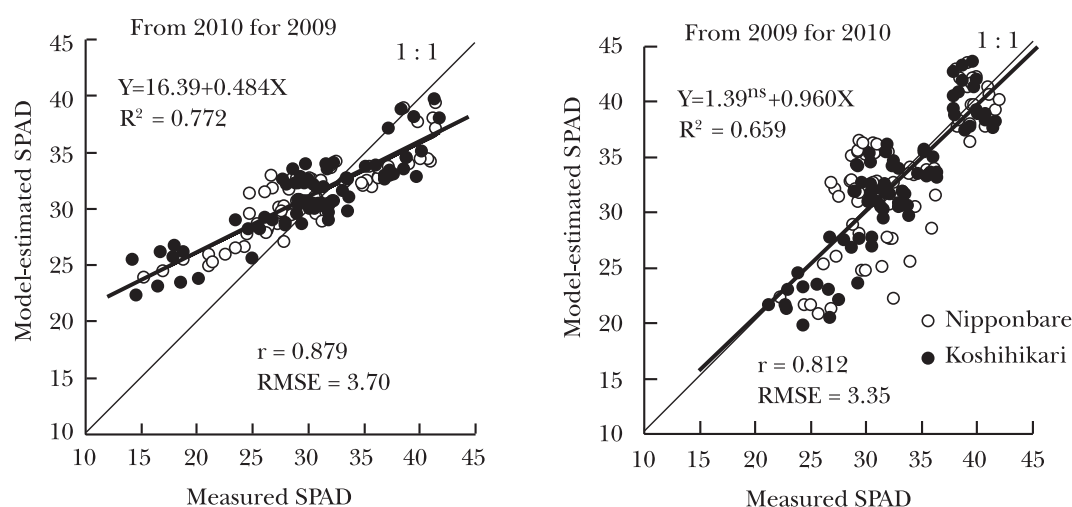 From 2010 for 2009
1 : 1
Y=16.39+0.484X
R² = 0.772
r = 0.879
RMSE = 3.70
45
40
35
30
25
20
15
10
10 15 20 25 30 35 40 45
Model-estimated SPAD
Measured SPAD
From 2009 for 2010
1 : 1
Y=1.39ⁿˢ+0.960X
R² = 0.659
Nipponbare
Koshihikari
r = 0.812
RMSE = 3.35
45
40
35
30
25
20
15
10
10 15 20 25 30 35 40 45
Model-estimated SPAD
Measured SPAD